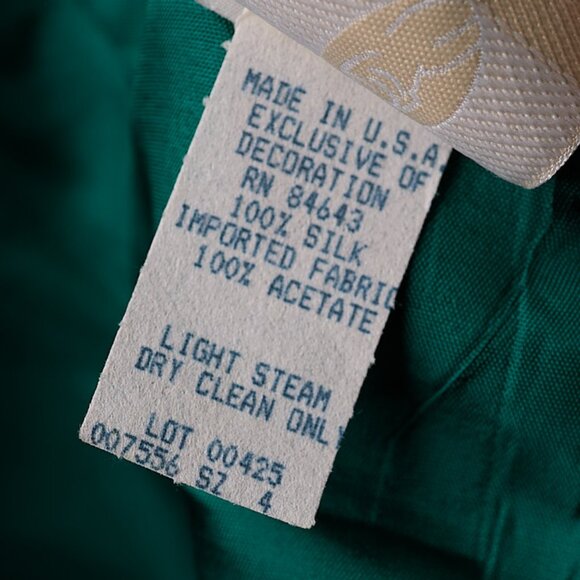 MADE IN U.S.A.
EXCLUSIVE OF
DECORATION
RN 84643
100% SILK
IMPORTED FABRIC
100% ACETATE
LIGHT STEAM
DRY CLEAN ONLY
LOT 00425
007556 SZ 4